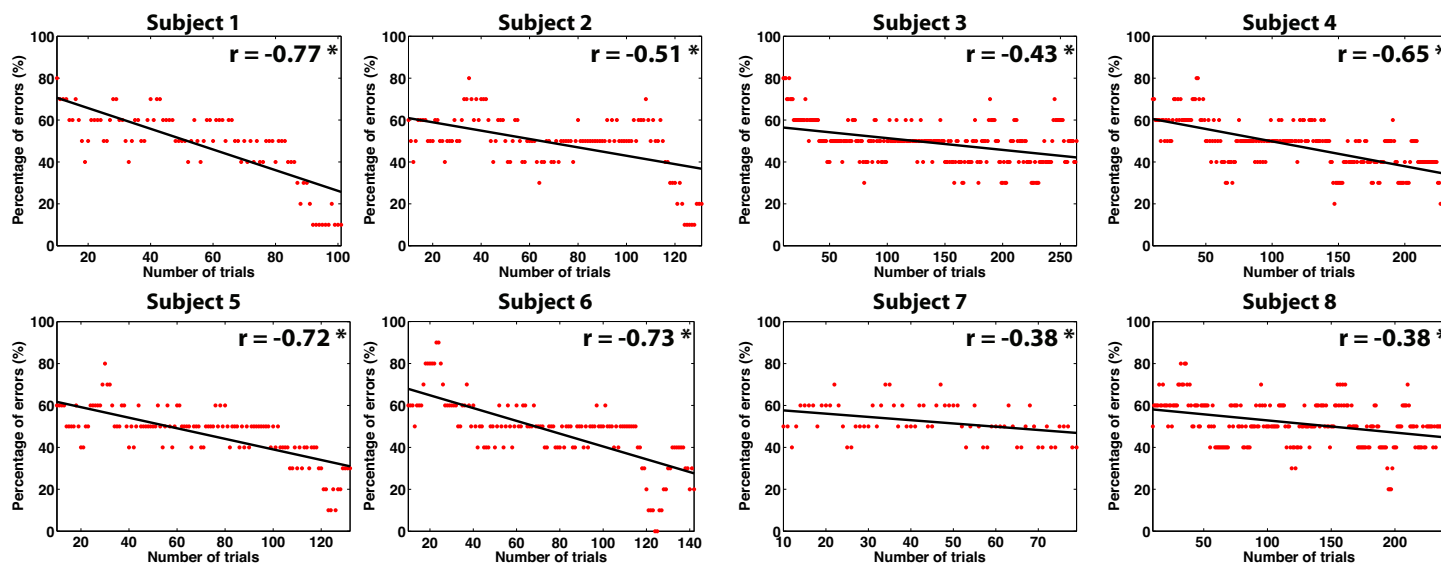 Subject 1
r = -0.77 *
Percentage of errors (%)
100
80
60
40
20
0
20
40
60
80
100
Number of trials
Subject 2
r = -0.51 *
Percentage of errors (%)
100
80
60
40
20
0
20
40
60
80
100
120
Number of trials
Subject 3
r = -0.43 *
Percentage of errors (%)
100
80
60
40
20
0
50
100
150
200
250
Number of trials
Subject 4
r = -0.65 *
Percentage of errors (%)
100
80
60
40
20
0
50
100
150
200
Number of trials
Subject 5
r = -0.72 *
Percentage of errors (%)
100
80
60
40
20
0
20
40
60
80
100
120
Number of trials
Subject 6
r = -0.73 *
Percentage of errors (%)
100
80
60
40
20
0
20
40
60
80
100
120
140
Number of trials
Subject 7
r = -0.38 *
Percentage of errors (%)
100
80
60
40
20
0
10
20
30
40
50
60
70
Number of trials
Subject 8
r = -0.38 *
Percentage of errors (%)
100
80
60
40
20
0
50
100
150
200
Number of trials